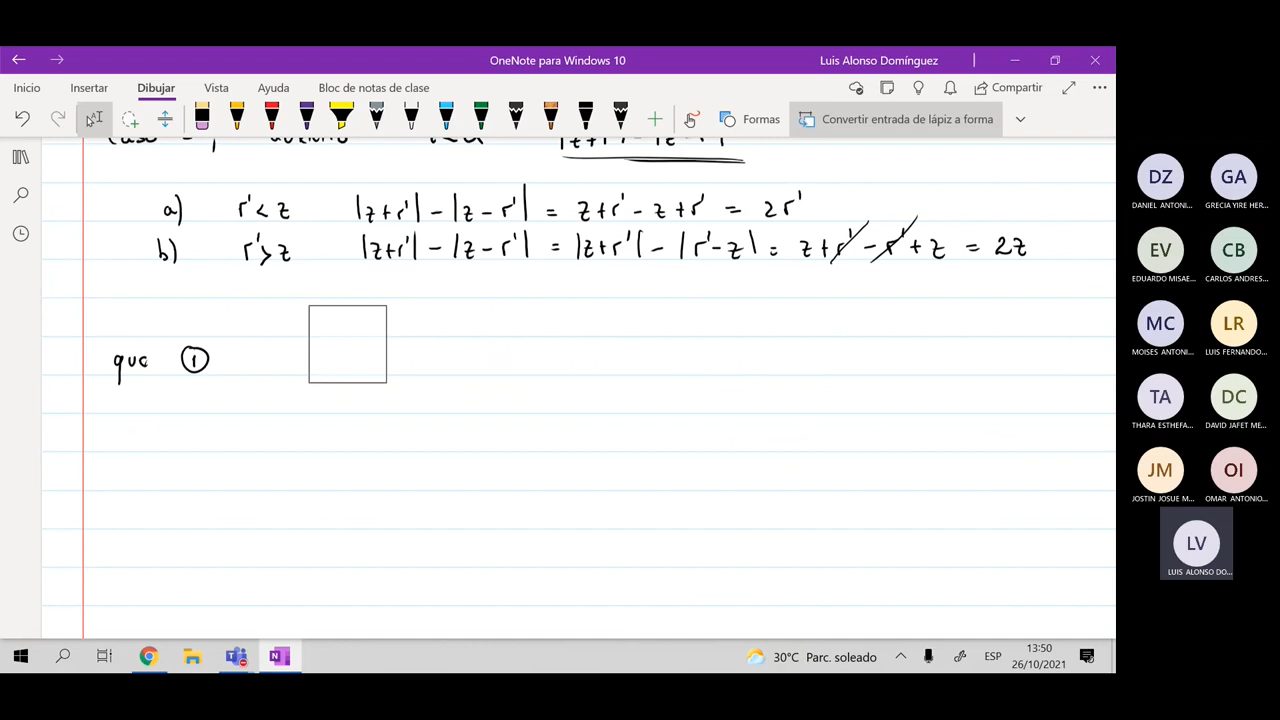 OneNote para Windows 10
Luis Alonso Domínguez
Inicio Insertar Dibujar Vista Ayuda Bloc de notas de clase
Compartir
Formas
Convertir entrada de lápiz a forma
a) r' < z |z+r'| - |z-r'| = z+r' - z+r' = 2r'
b) r' > z |z+r'| - |z-r'| = |z+r'| - |r'-z| = z+r' - r' + z = 2z
que ①
DZ
DANIEL ANTONI...
GA
GRECIA YIRE HER...
EV
EDUARDO MISAE...
CB
CARLOS ANDRES...
MC
MOISES ANTONI...
LR
LUIS FERNANDO...
TA
THARA ESTHEFA...
DC
DAVID JAFET ME...
JM
JOSTIN JOSUE M...
OI
OMAR ANTONIO...
LV
LUIS ALONSO DO...
30°C Parc. soleado
ESP
13:50
26/10/2021